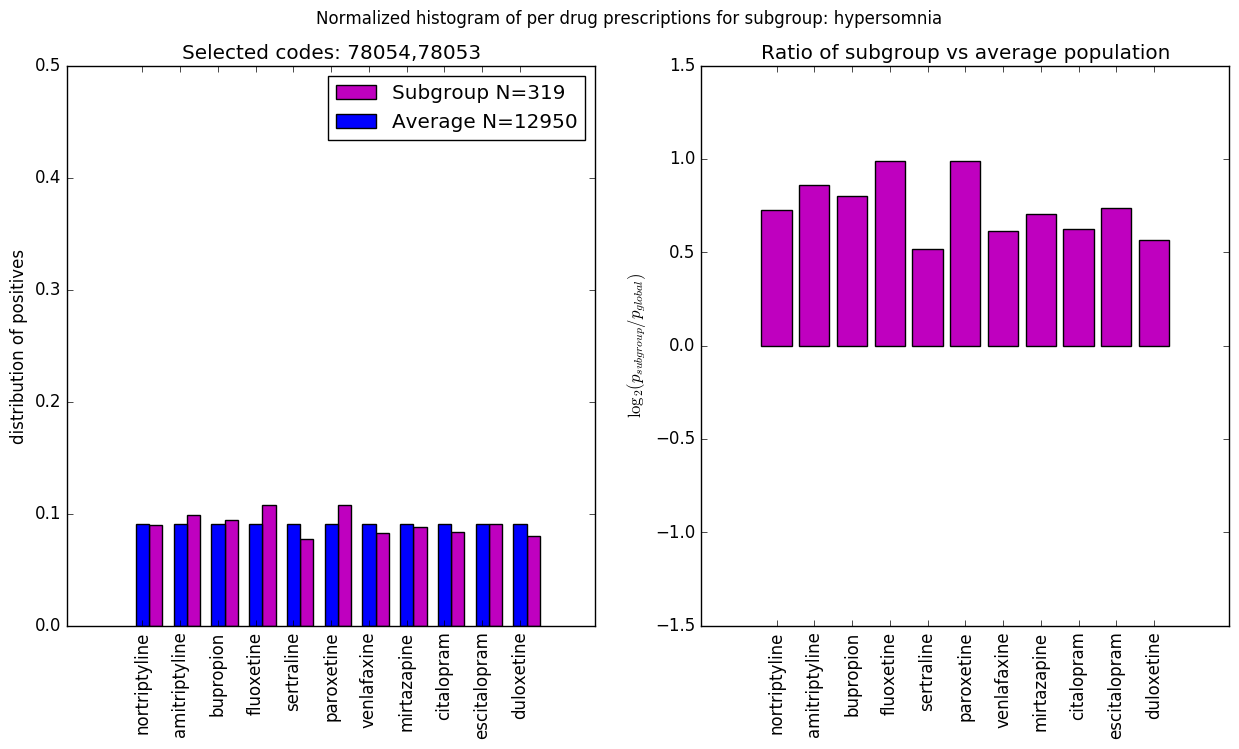 Normalized histogram of per drug prescriptions for subgroup: hypersomnia
Selected codes: 78054,78053
0.5
0.4
0.3
0.2
0.1
0.0
distribution of positives
Subgroup N=319
Average N=12950
nortriptyline
amitriptyline
bupropion
fluoxetine
sertraline
paroxetine
venlafaxine
mirtazapine
citalopram
escitalopram
duloxetine
Ratio of subgroup vs average population
1.5
1.0
0.5
0.0
−0.5
−1.0
−1.5
log2(psubgroup/pglobal)
nortriptyline
amitriptyline
bupropion
fluoxetine
sertraline
paroxetine
venlafaxine
mirtazapine
citalopram
escitalopram
duloxetine